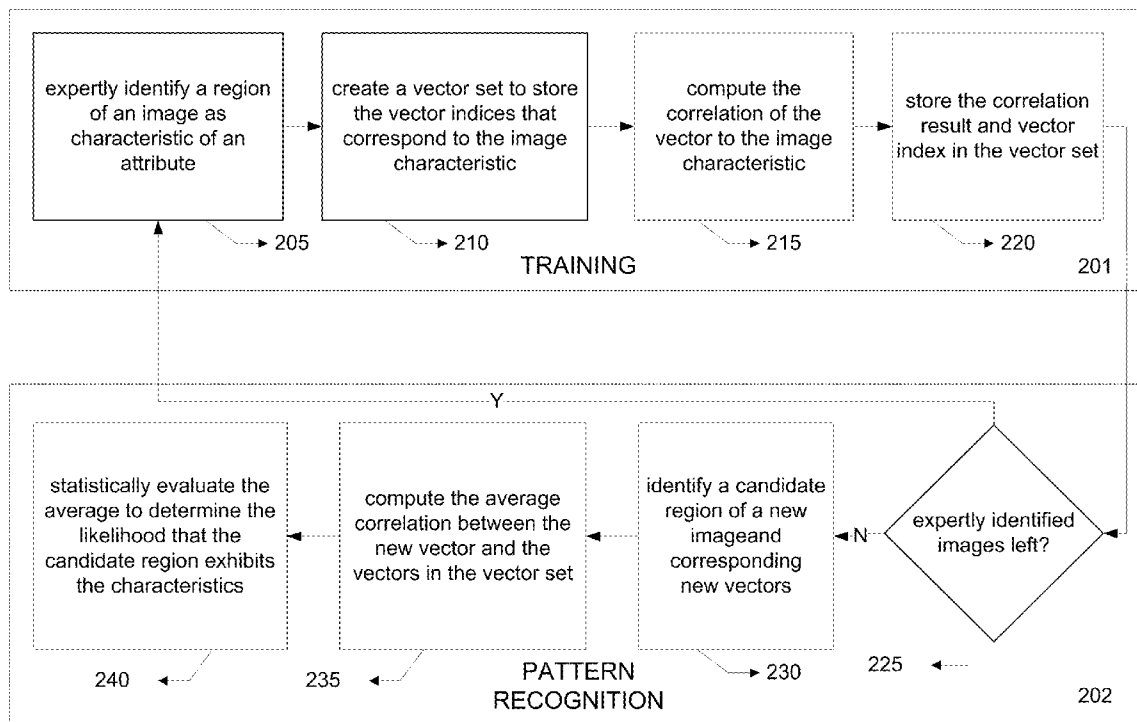 expertly identify a region
of an image as
characteristic of an
attribute
205
create a vector set to store
the vector indices that
correspond to the image
characteristic
210
compute the
correlation of the
vector to the image
characteristic
215
store the correlation
result and vector
index in the vector set
220
TRAINING
201
Y
statistically evaluate the
average to determine the
likelihood that the
candidate region exhibits
the characteristics
240
compute the average
correlation between the
new vector and the
vectors in the vector set
235
identify a candidate
region of a new
imageand
corresponding
new vectors
230
N
expertly identified
images left?
225
PATTERN
RECOGNITION
202